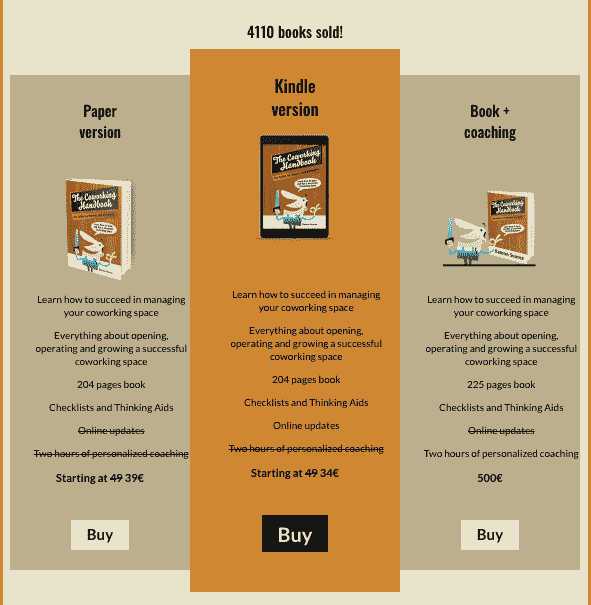 4110 books sold!
Paper
version
The Coworking
Handbook
Learn how to succeed in managing
your coworking space
Everything about opening,
operating and growing a successful
coworking space
204 pages book
Checklists and Thinking Aids
Online updates
Two hours of personalized coaching
Starting at 49 39€
Buy
Kindle
version
The Coworking
Handbook
Learn how to succeed in managing
your coworking space
Everything about opening,
operating and growing a successful
coworking space
204 pages book
Checklists and Thinking Aids
Online updates
Two hours of personalized coaching
Starting at 49 34€
Buy
Book +
coaching
The Coworking
Handbook
Ramon Suarez
Learn how to succeed in managing
your coworking space
Everything about opening,
operating and growing a successful
coworking space
225 pages book
Checklists and Thinking Aids
Online updates
Two hours of personalized coaching
500€
Buy